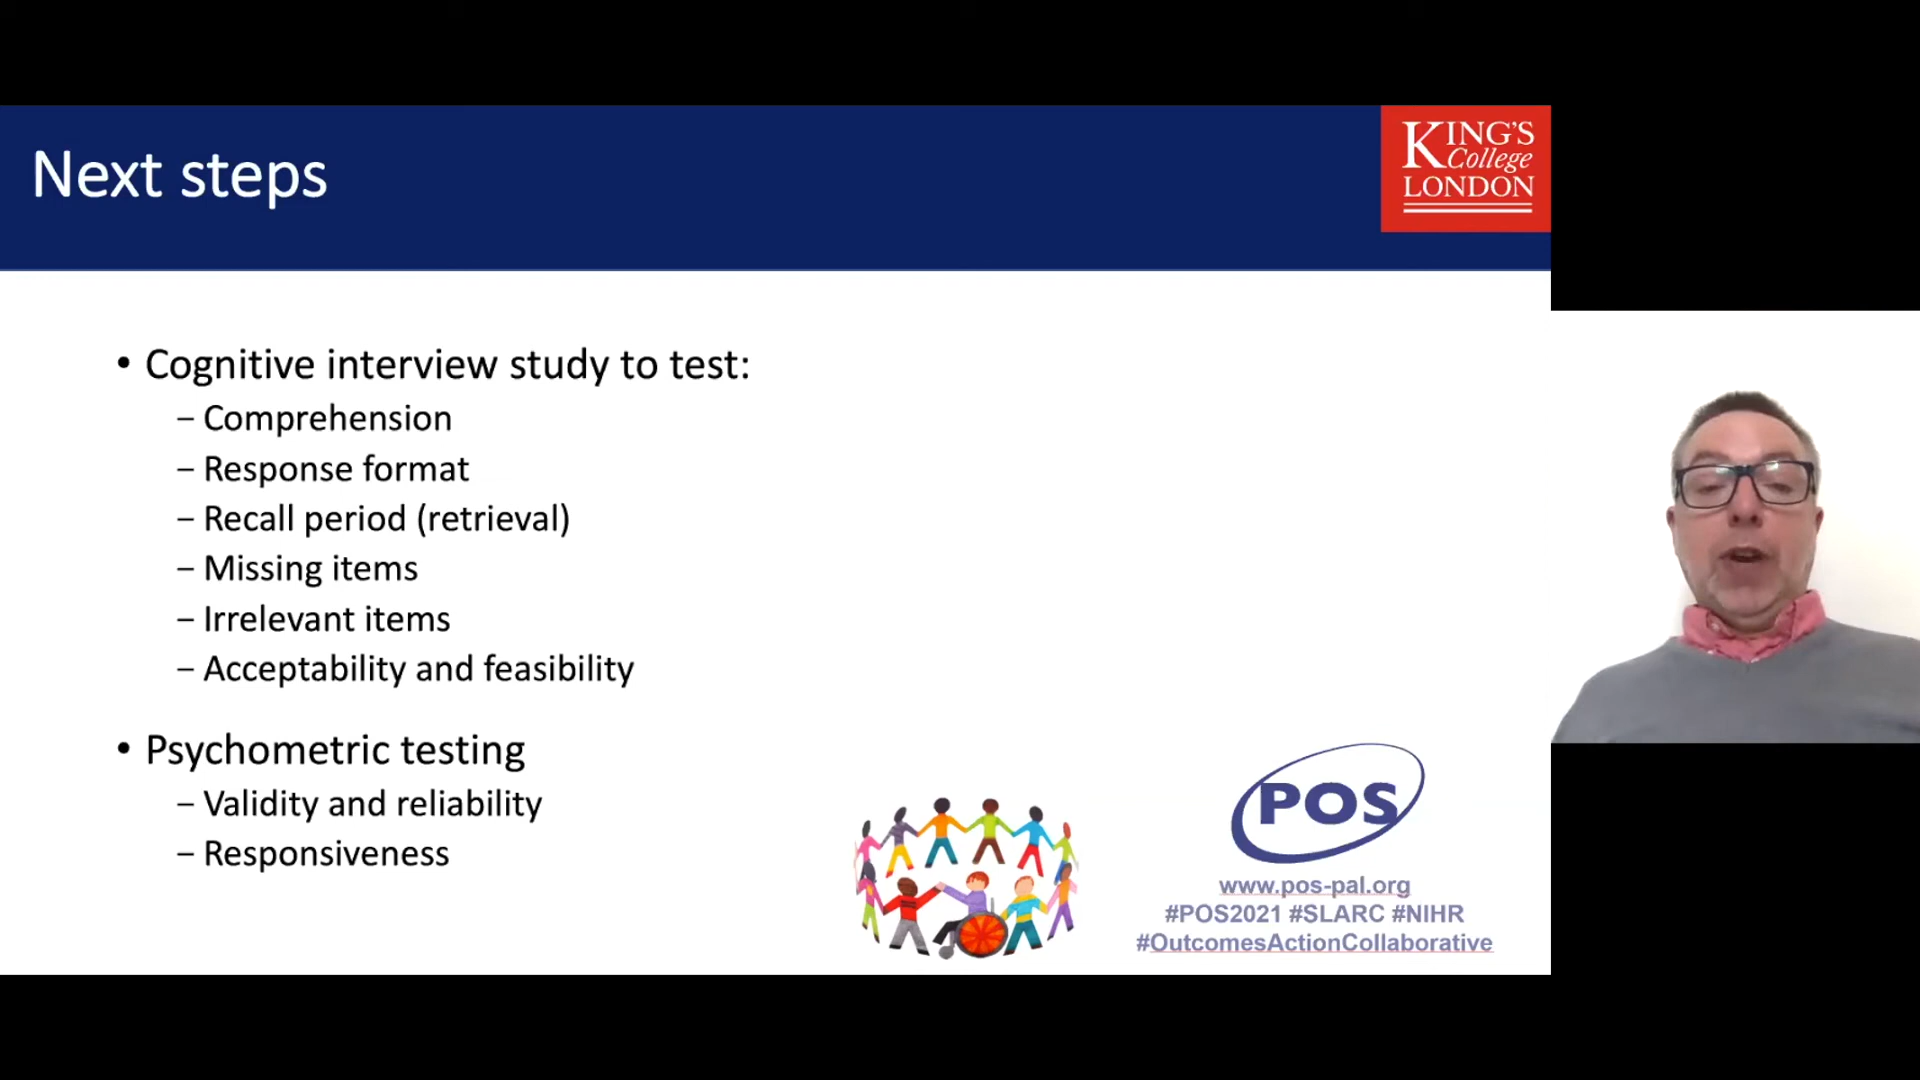 Next steps
KING'S
College
LONDON
• Cognitive interview study to test:
– Comprehension
– Response format
– Recall period (retrieval)
– Missing items
– Irrelevant items
– Acceptability and feasibility
• Psychometric testing
– Validity and reliability
– Responsiveness
POS
www.pos-pal.org
#POS2021 #SLARC #NIHR
#OutcomesActionCollaborative